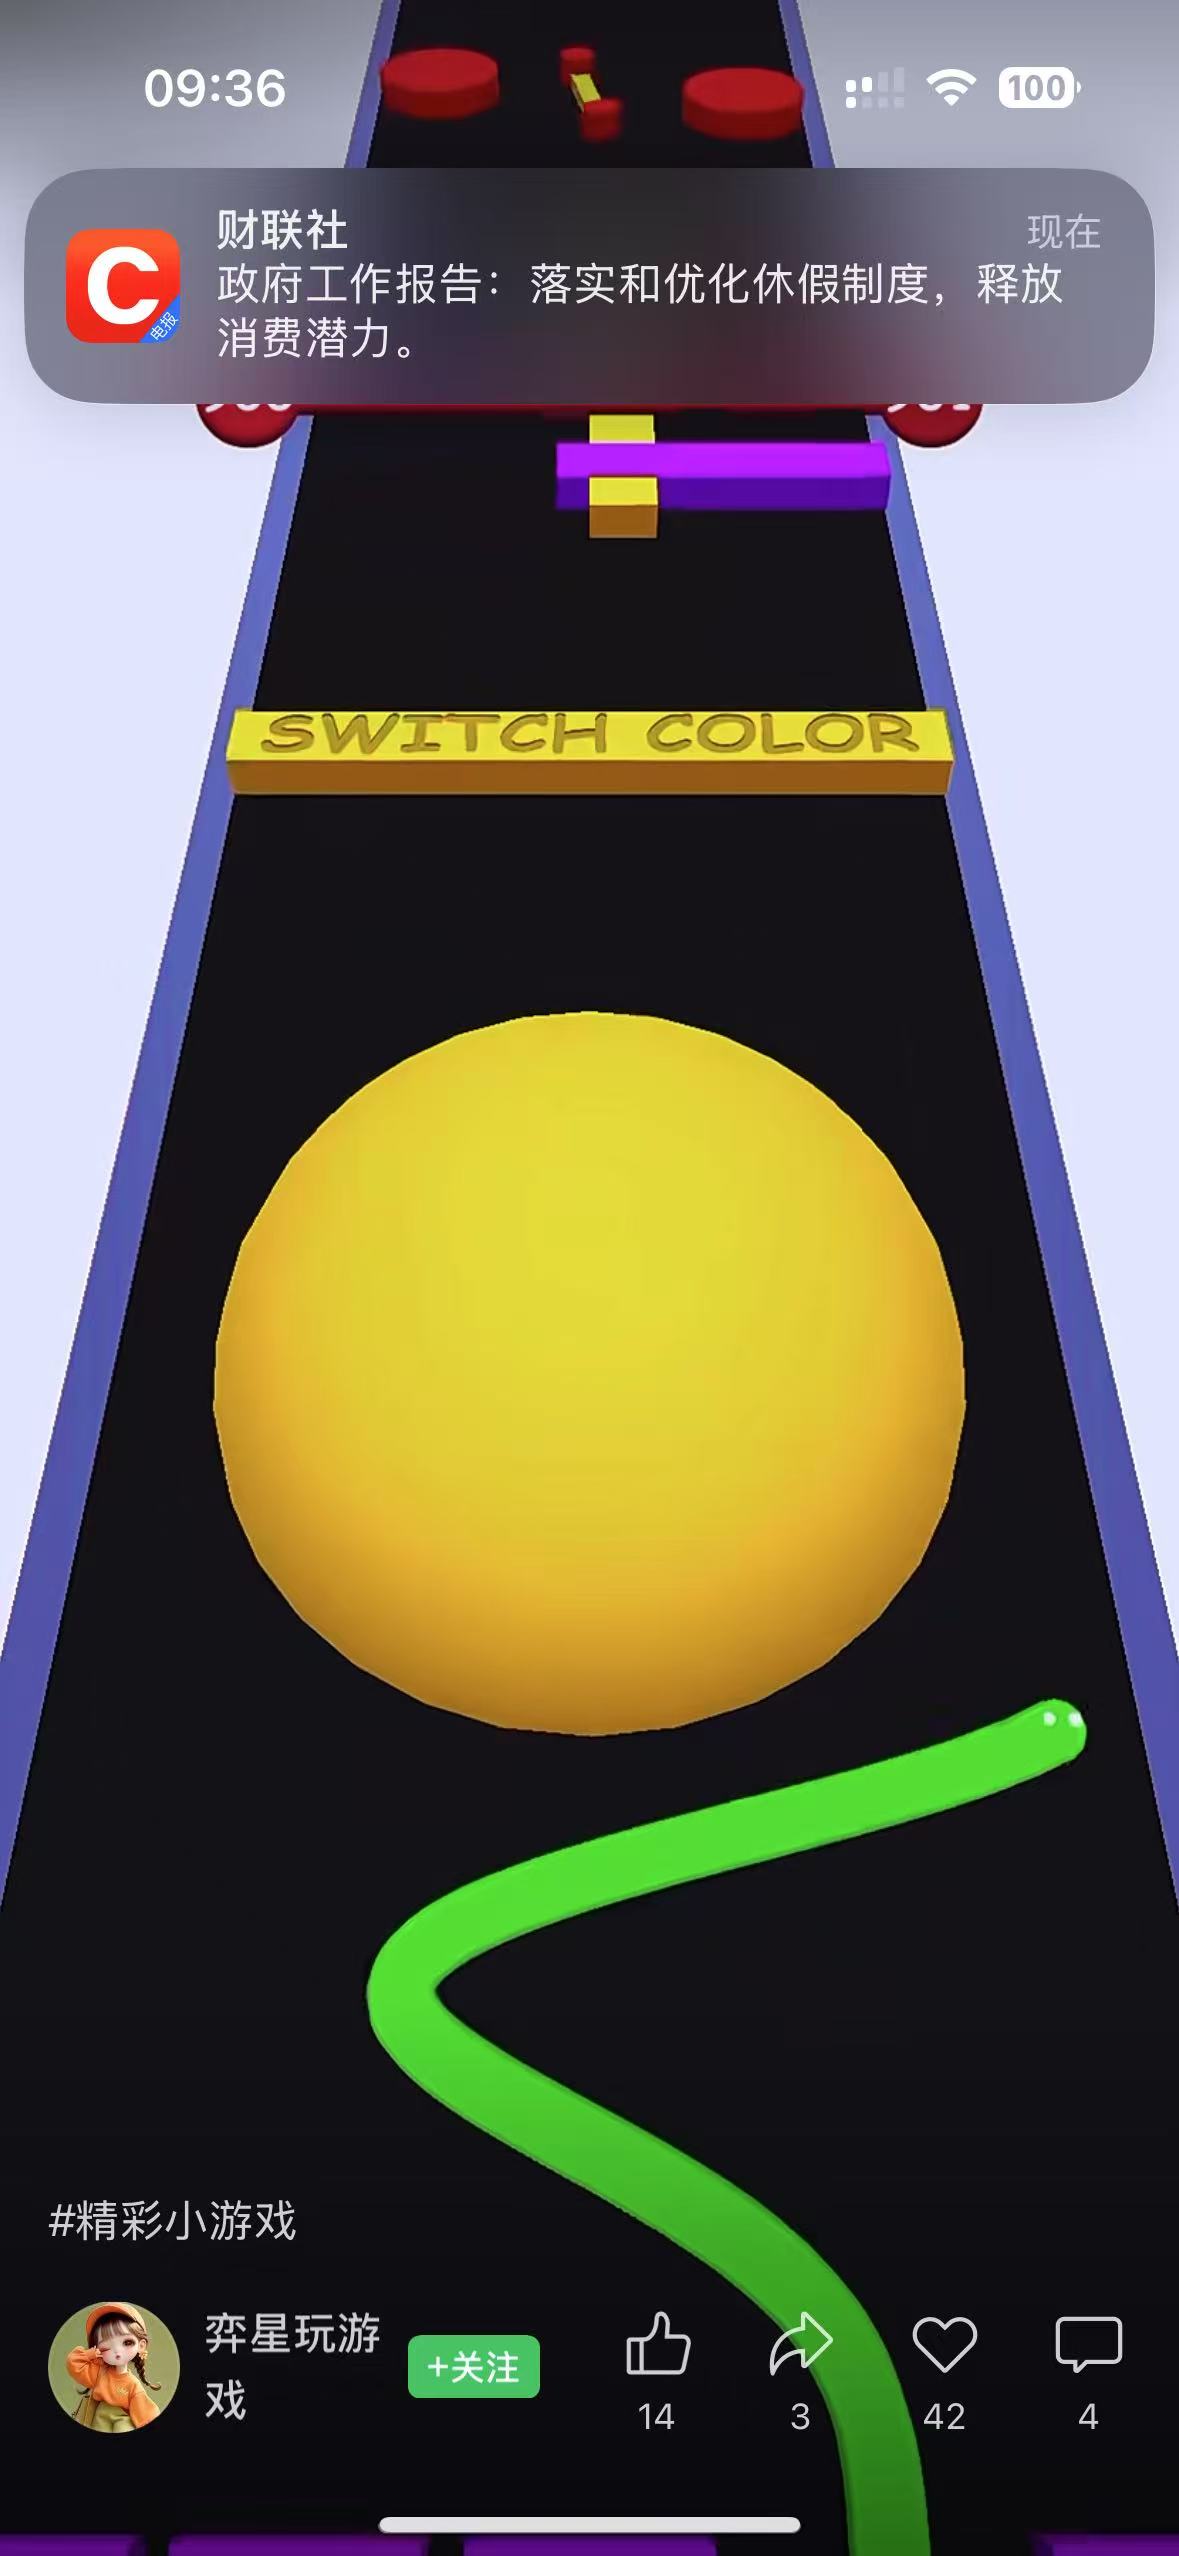 09:36
100
财联社
现在
政府工作报告：落实和优化休假制度，释放
消费潜力。
C
电报
SWITCH COLOR
#精彩小游戏
弈星玩游
戏
+关注
14
3
42
4